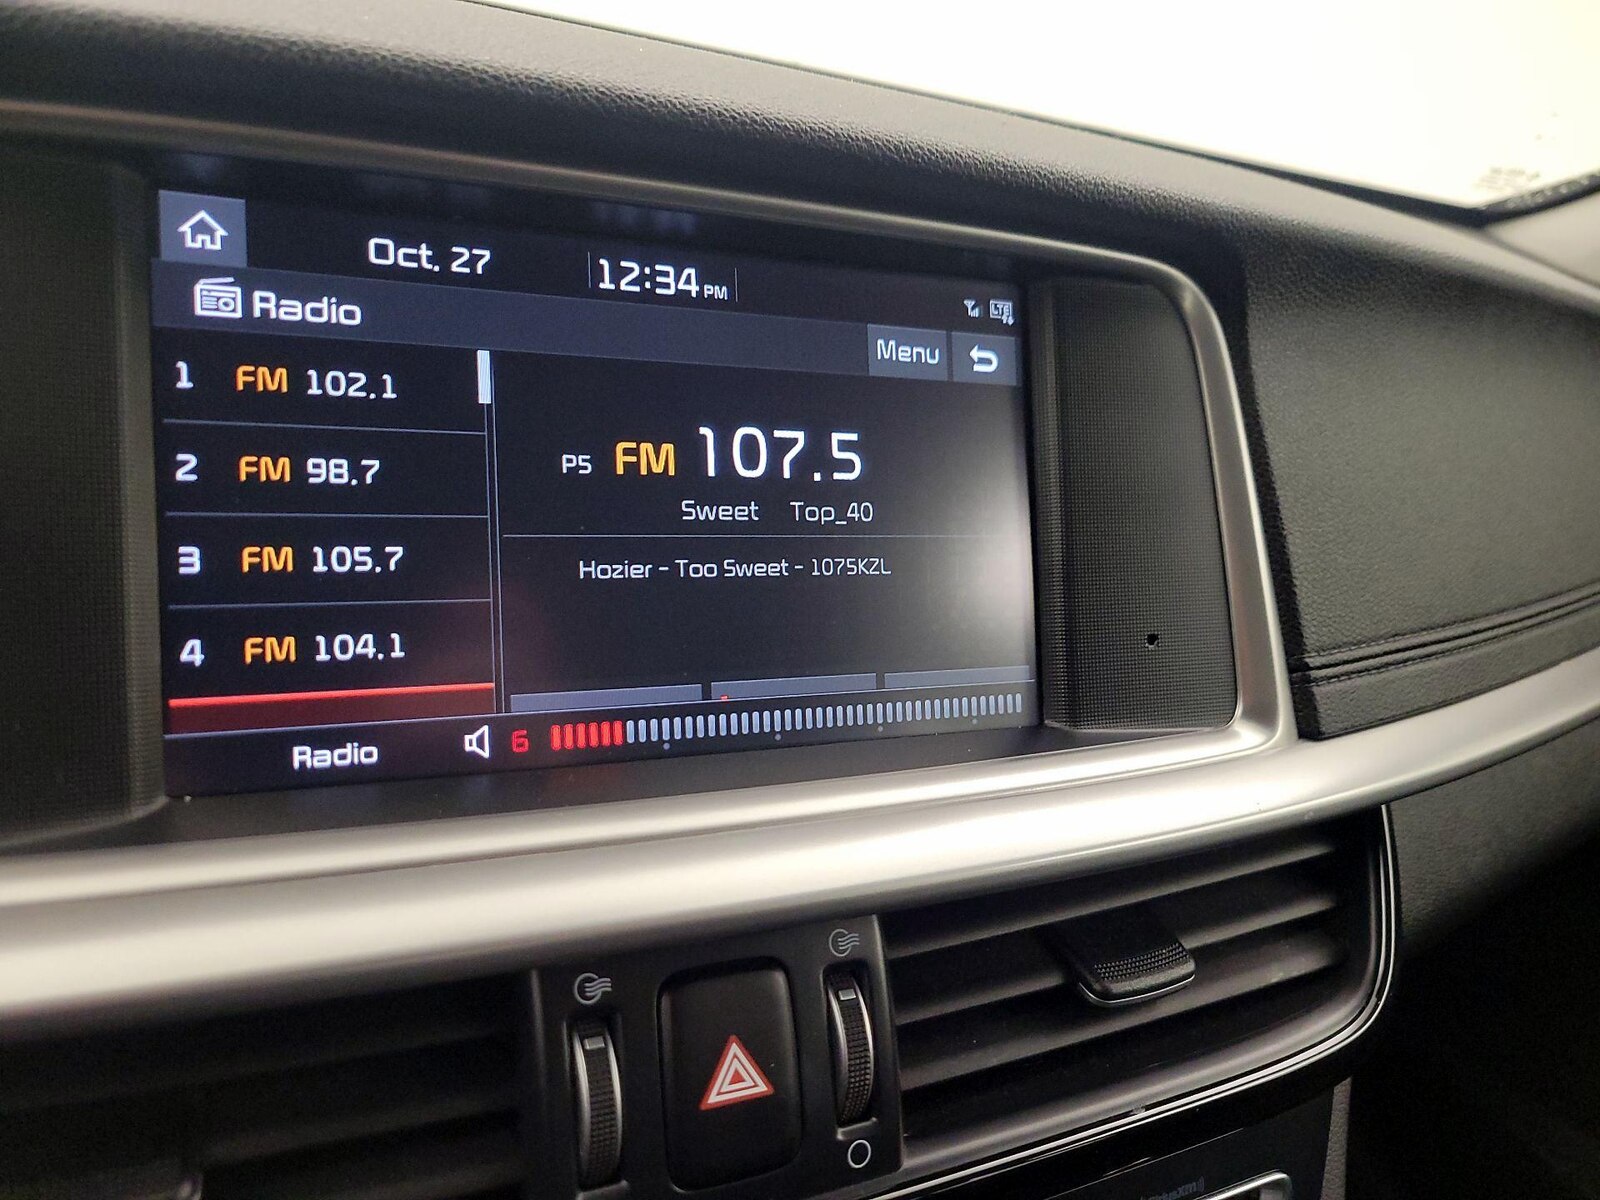 Oct. 27
12:34 PM
LTE
Radio
Menu
1 FM 102.1
2 FM 98.7
3 FM 105.7
4 FM 104.1
P5 FM 107.5
Sweet Top_40
Hozier - Too Sweet - 1075KZL
Radio
6